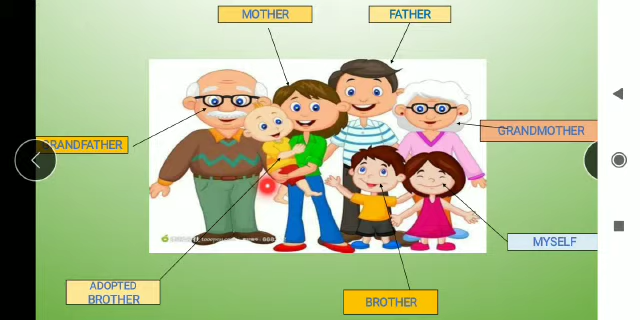 MOTHER
FATHER
GRANDFATHER
GRANDMOTHER
MYSELF
ADOPTED
BROTHER
BROTHER